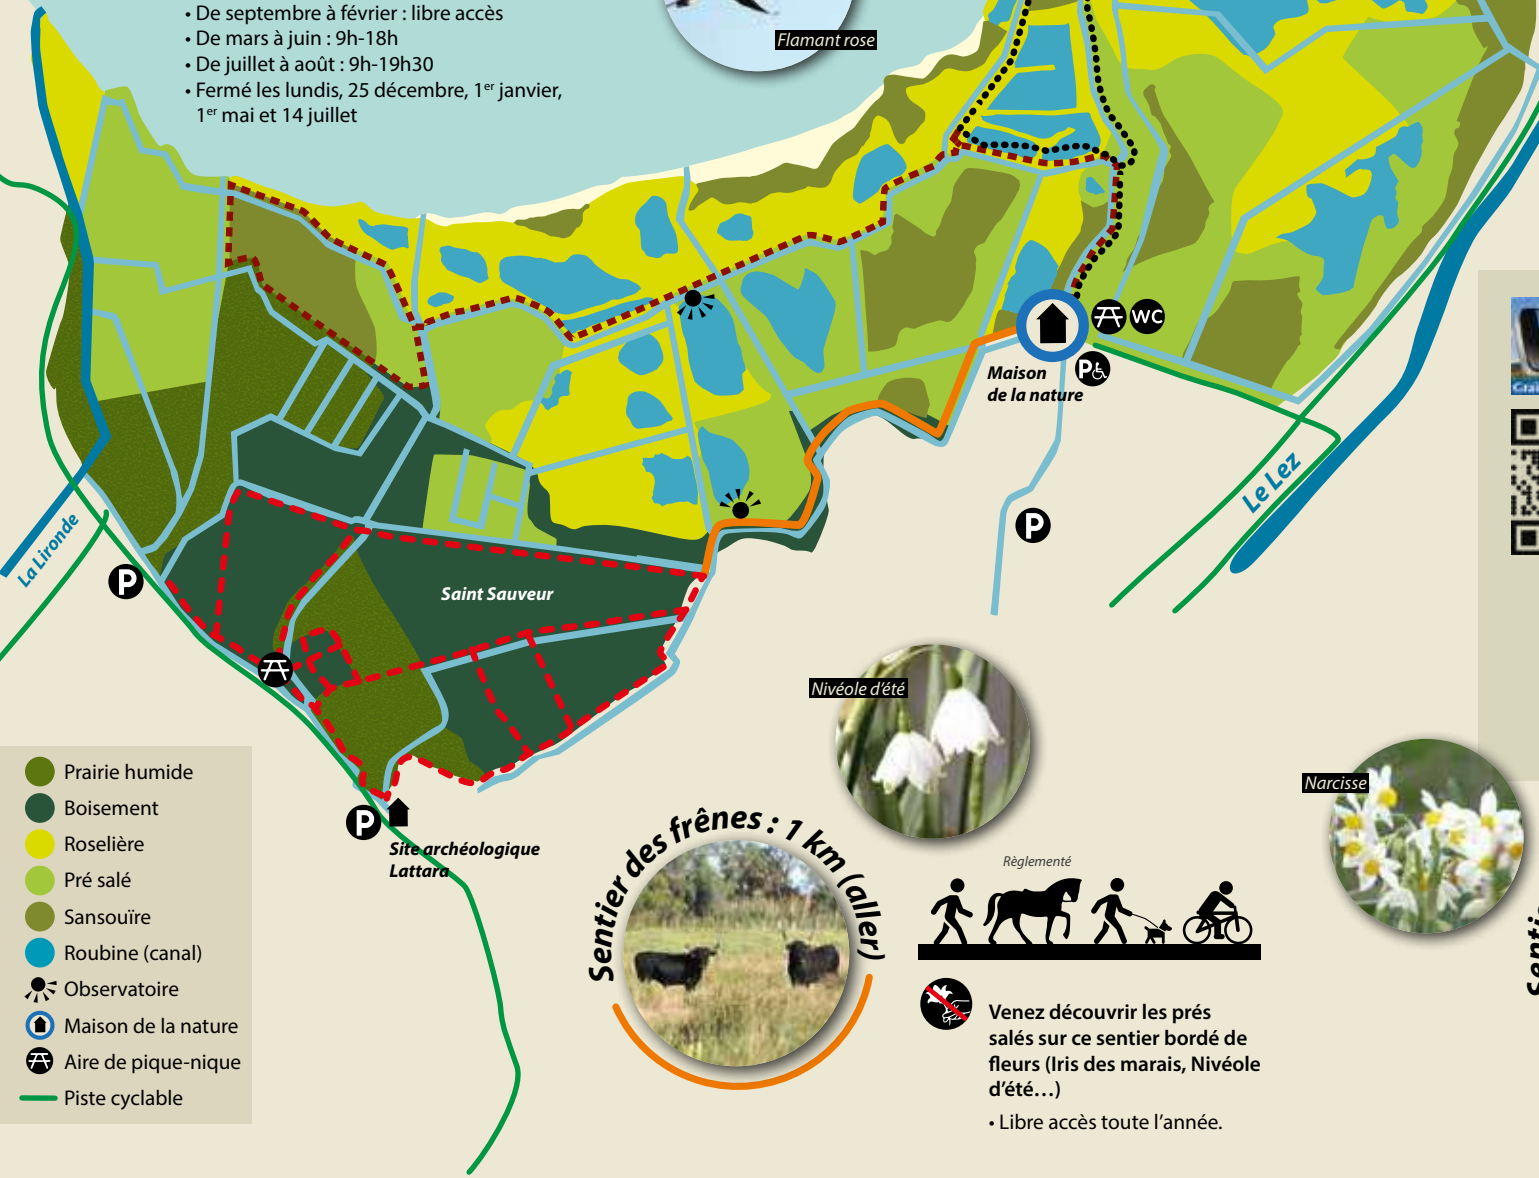 • De septembre à février : libre accès
• De mars à juin : 9h-18h
• De juillet à août : 9h-19h30
• Fermé les lundis, 25 décembre, 1er janvier,
1er mai et 14 juillet
Flamant rose
WC
P
Maison
de la nature
P
Le Lez
La Lironde
P
Saint Sauveur
Nivéole d'été
Narcisse
Prairie humide
Boisement
Roselière
Pré salé
Sansouïre
Roubine (canal)
Observatoire
Maison de la nature
Aire de pique-nique
Piste cyclable
P
Site archéologique
Lattara
Sentier des frênes : 1 km (aller)
Règlementé
Venez découvrir les prés
salés sur ce sentier bordé de
fleurs (Iris des marais, Nivéole
d'été…)
• Libre accès toute l'année.